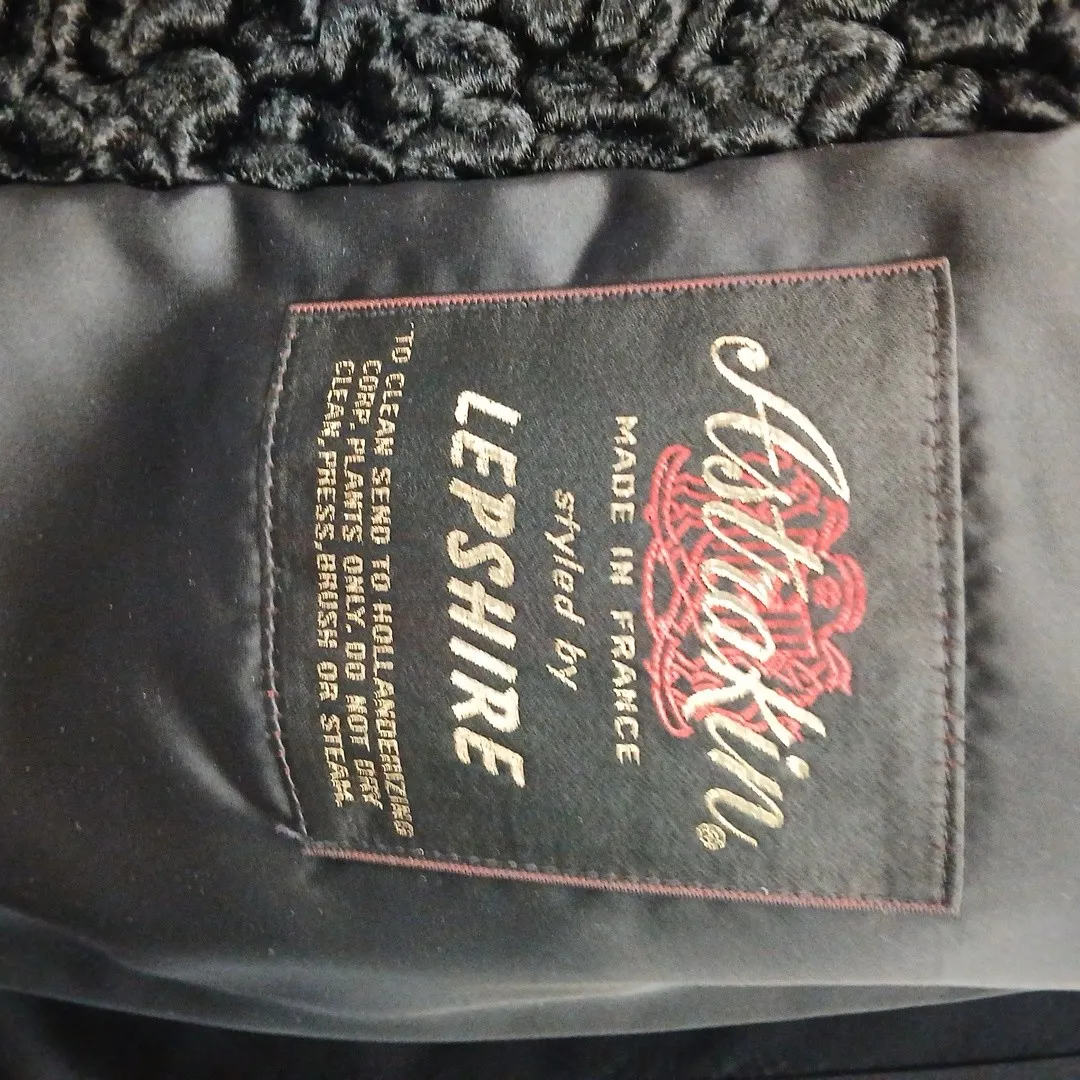 Astrakin®
MADE IN FRANCE
styled by
LEPSHIRE
"TO CLEAN SEND TO HOLLANDERIZING
CORP. PLANTS ONLY. DO NOT DRY
CLEAN, PRESS, BRUSH OR STEAM.